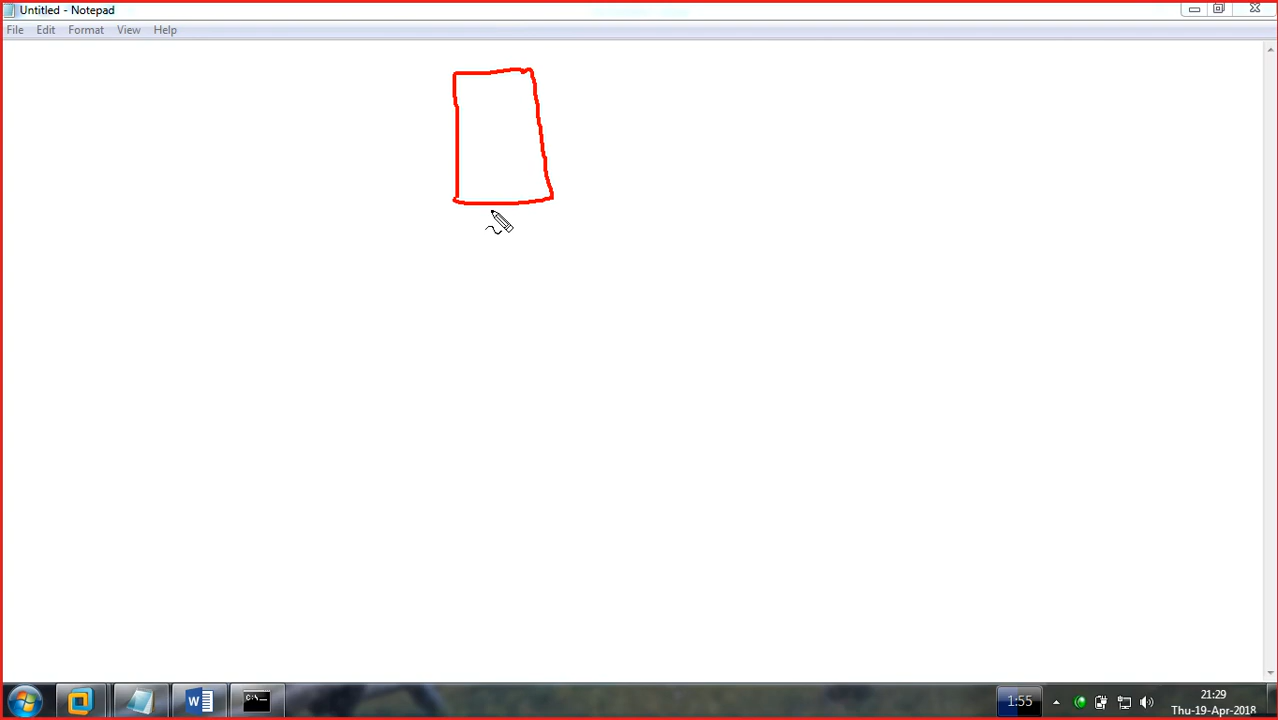 Untitled - Notepad
File Edit Format View Help
1:55
21:29
Thu-19-Apr-2018